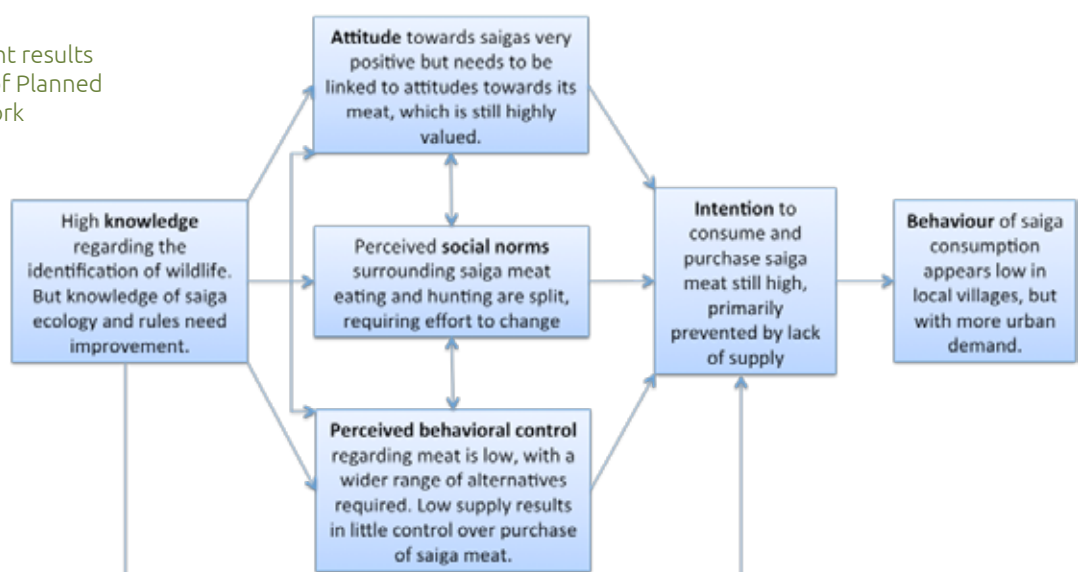 nt results
of Planned
ork
Attitude towards saigas very
positive but needs to be
linked to attitudes towards its
meat, which is still highly
valued.
High knowledge
regarding the
identification of wildlife.
But knowledge of saiga
ecology and rules need
improvement.
Perceived social norms
surrounding saiga meat
eating and hunting are split,
requiring effort to change
Perceived behavioral control
regarding meat is low, with a
wider range of alternatives
required. Low supply results
in little control over purchase
of saiga meat.
Intention to
consume and
purchase saiga
meat still high,
primarily
prevented by lack
of supply
Behaviour of saiga
consumption
appears low in
local villages, but
with more urban
demand.